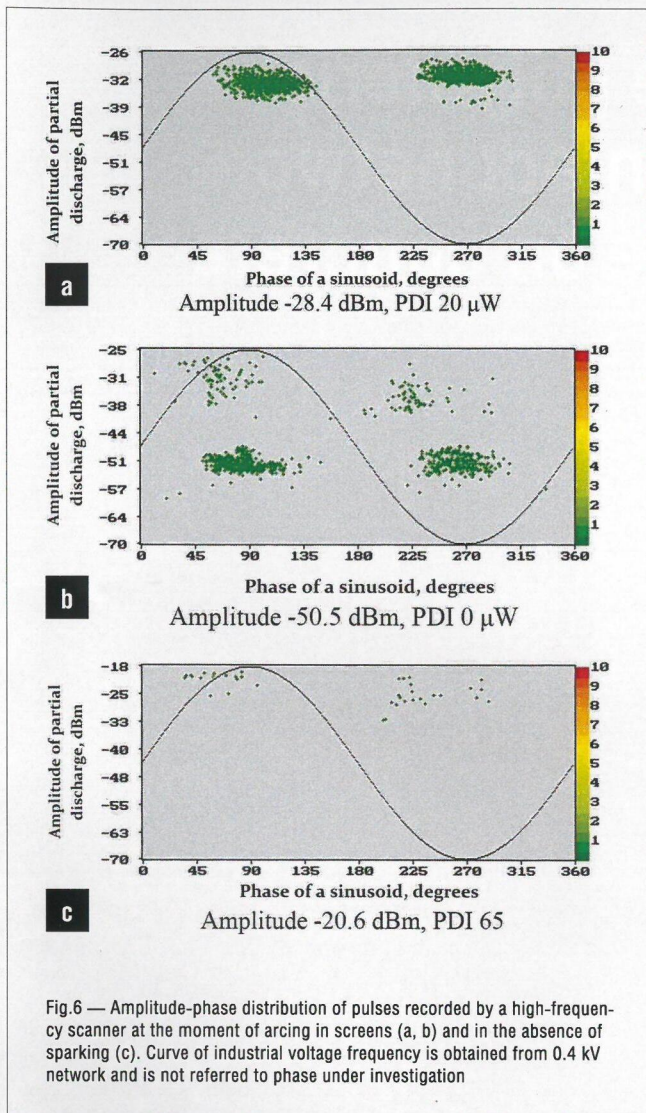 -26
-32
-39
-45
-51
-57
-64
-70
Amplitude of partial
discharge, dBm
10
9
8
7
6
5
4
3
2
1
0 45 90 135 180 225 270 315 360
Phase of a sinusoid, degrees
a
Amplitude -28.4 dBm, PDI 20 µW
-25
-31
-38
-44
-51
-57
-64
-70
Amplitude of partial
discharge, dBm
10
9
8
7
6
5
4
3
2
1
0 45 90 135 180 225 270 315 360
Phase of a sinusoid, degrees
b
Amplitude -50.5 dBm, PDI 0 µW
-18
-25
-33
-40
-48
-55
-63
-70
Amplitude of partial
discharge, dBm
10
9
8
7
6
5
4
3
2
1
0 45 90 135 180 225 270 315 360
Phase of a sinusoid, degrees
c
Amplitude -20.6 dBm, PDI 65
Fig.6 — Amplitude-phase distribution of pulses recorded by a high-frequen-
cy scanner at the moment of arcing in screens (a, b) and in the absence of
sparking (c). Curve of industrial voltage frequency is obtained from 0.4 kV
network and is not referred to phase under investigation